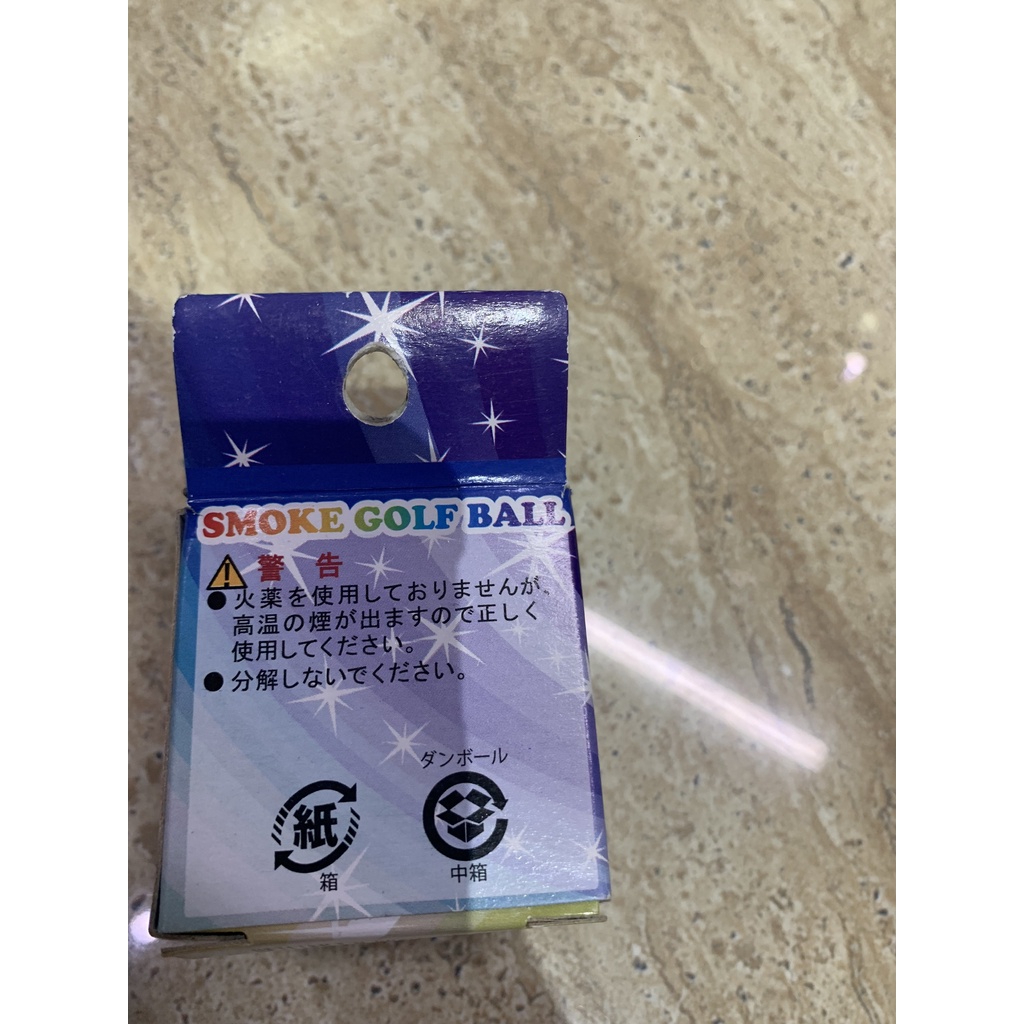 SMOKE GOLF BALL
警 告
●火薬を使用しておりませんが、
高温の煙が出ますので正しく
使用してください。
●分解しないでください。
ダンボール
紙
箱
中箱